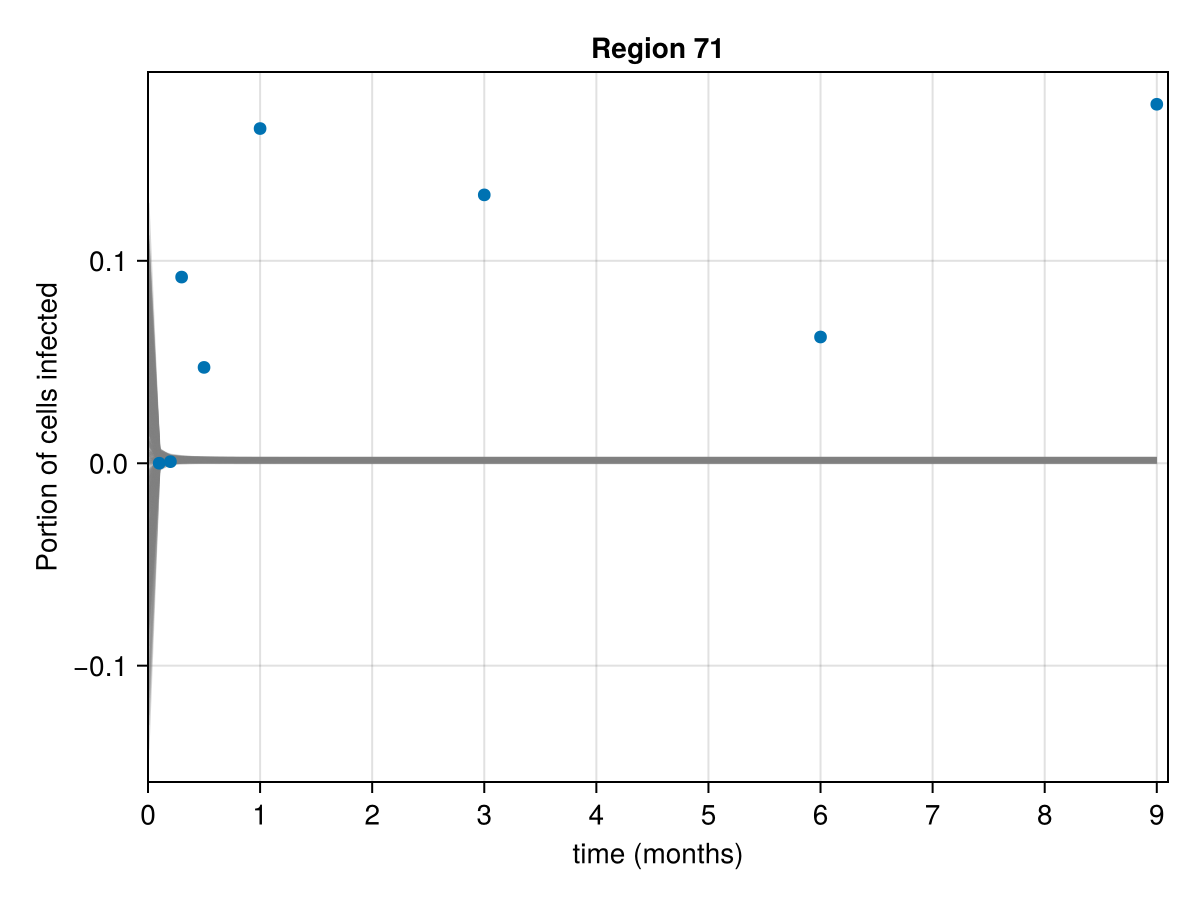 Region 71
Portion of cells infected
0.1
0.0
−0.1
0 1 2 3 4 5 6 7 8 9
time (months)